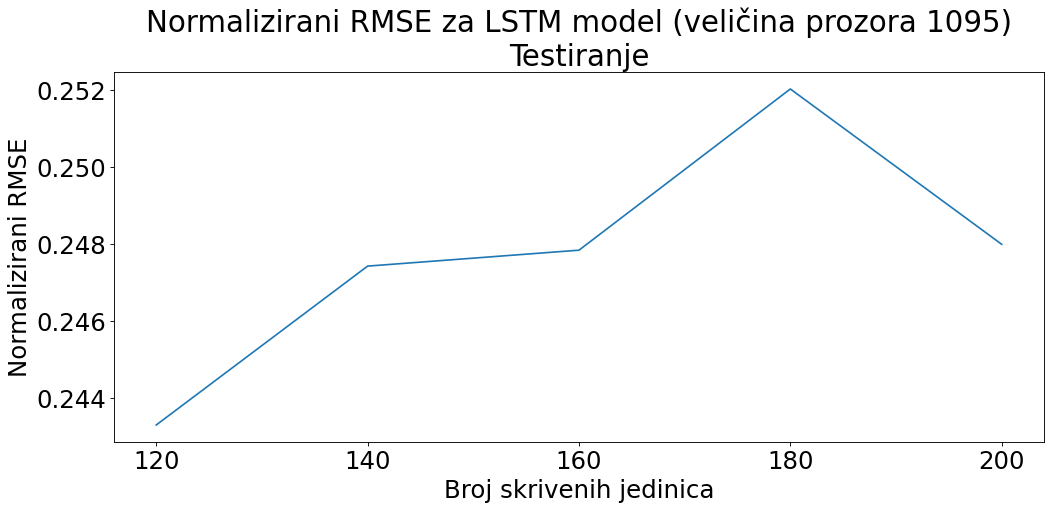 Normalizirani RMSE za LSTM model (veličina prozora 1095)
Testiranje
Normalizirani RMSE
0.252
0.250
0.248
0.246
0.244
120 140 160 180 200
Broj skrivenih jedinica